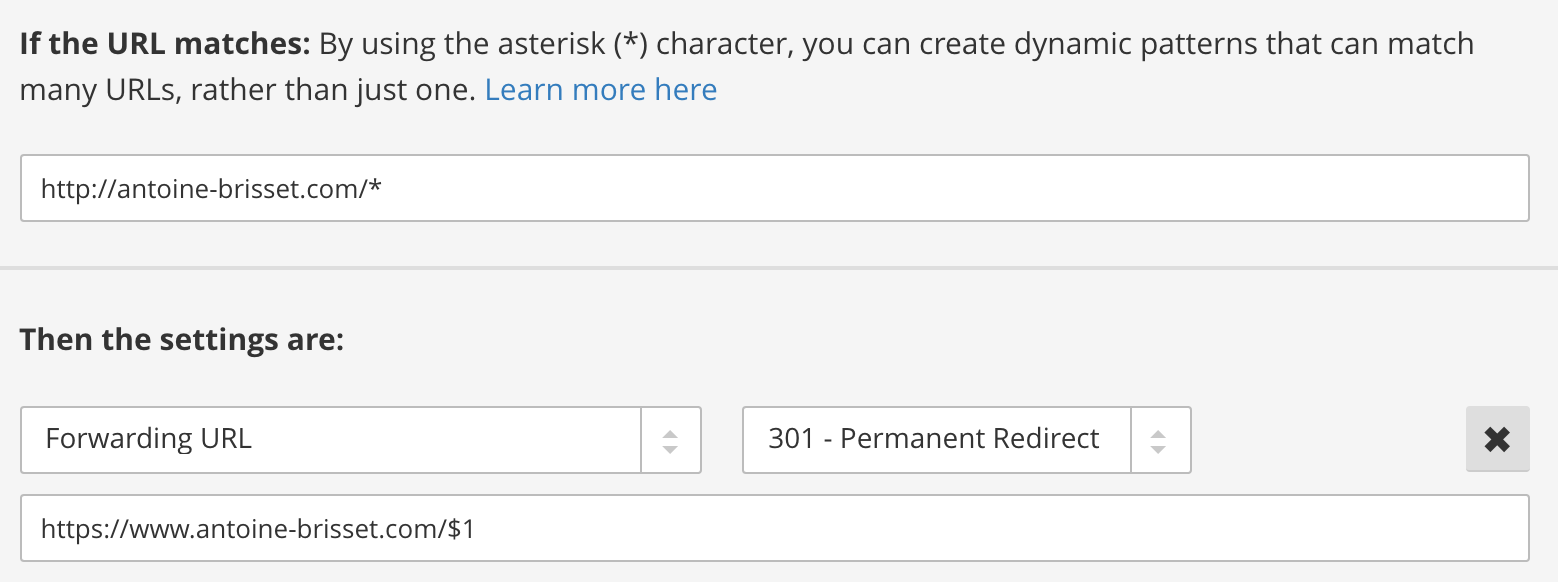 If the URL matches: By using the asterisk (*) character, you can create dynamic patterns that can match
many URLs, rather than just one. Learn more here
http://antoine-brisset.com/*
Then the settings are:
Forwarding URL
301 - Permanent Redirect
https://www.antoine-brisset.com/$1